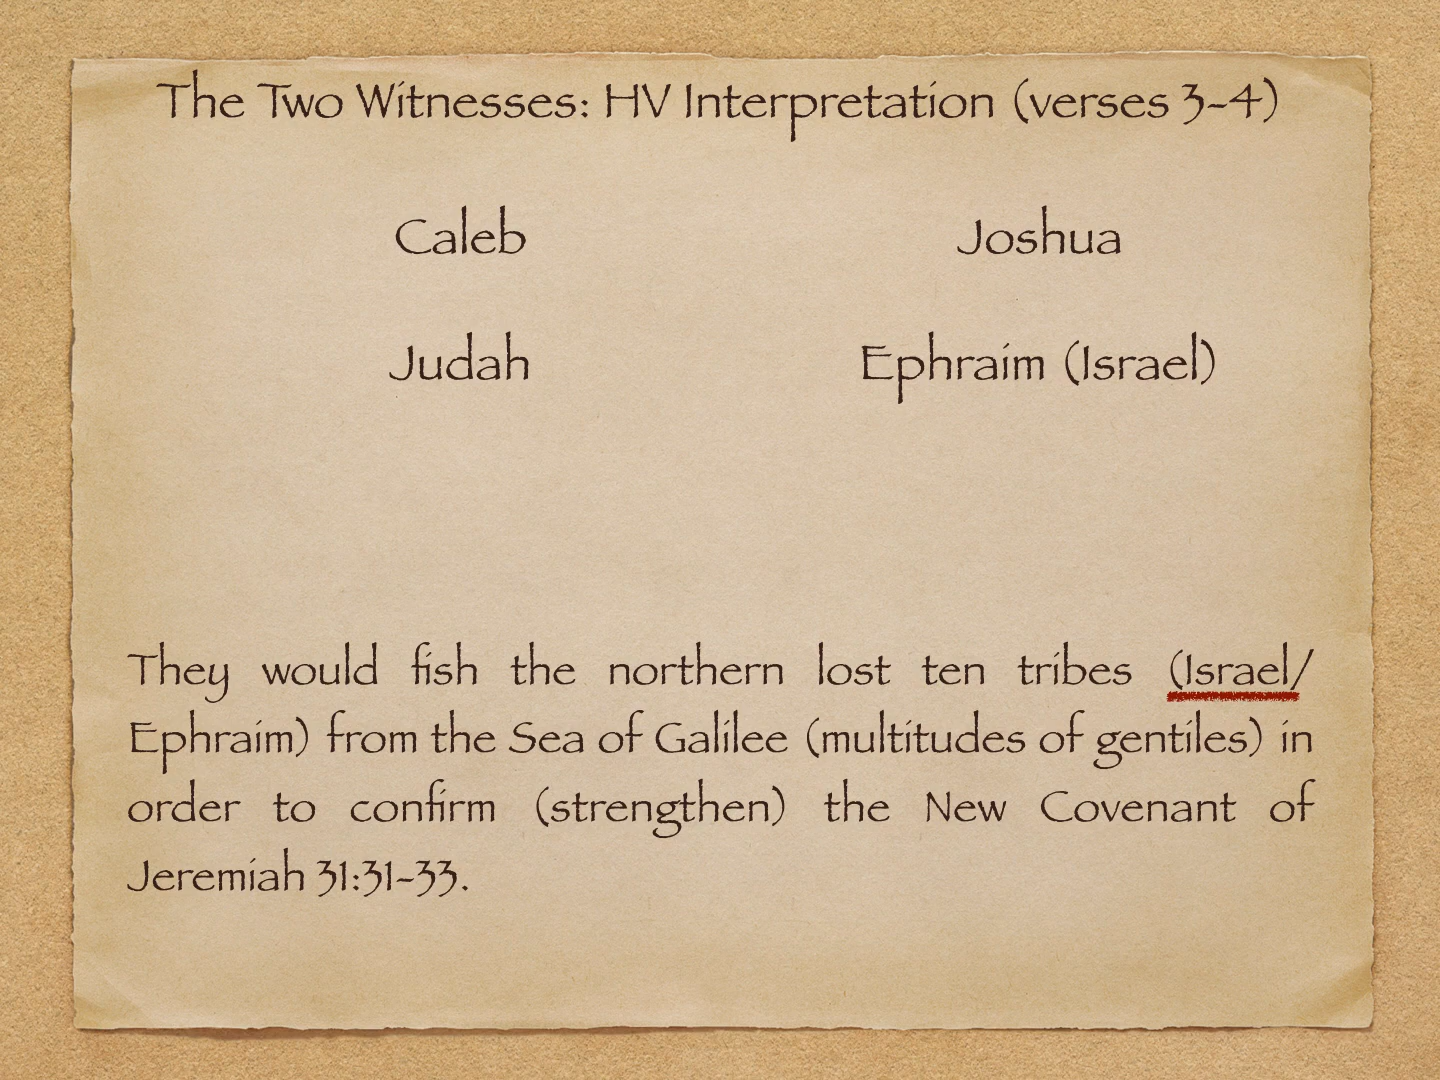 The Two Witnesses: HV Interpretation (verses 3-4)
Caleb Joshua
Judah Ephraim (Israel)
They would fish the northern lost ten tribes (Israel/
Ephraim) from the Sea of Galilee (multitudes of gentiles) in
order to confirm (strengthen) the New Covenant of
Jeremiah 31:31-33.